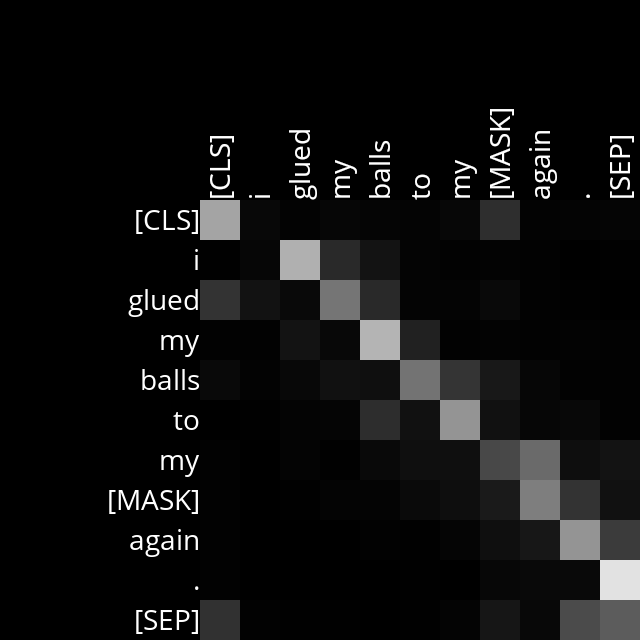 [CLS] i glued my balls to my [MASK] again . [SEP]
[CLS]
i
glued
my
balls
to
my
[MASK]
again
.
[SEP]